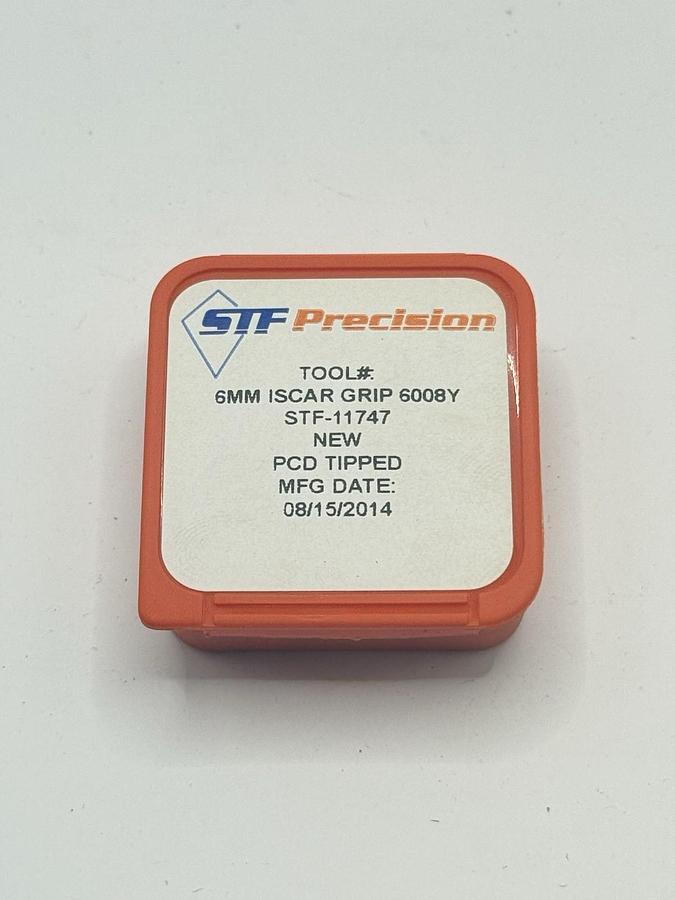 STF Precision
TOOL#:
6MM ISCAR GRIP 6008Y
STF-11747
NEW
PCD TIPPED
MFG DATE:
08/15/2014